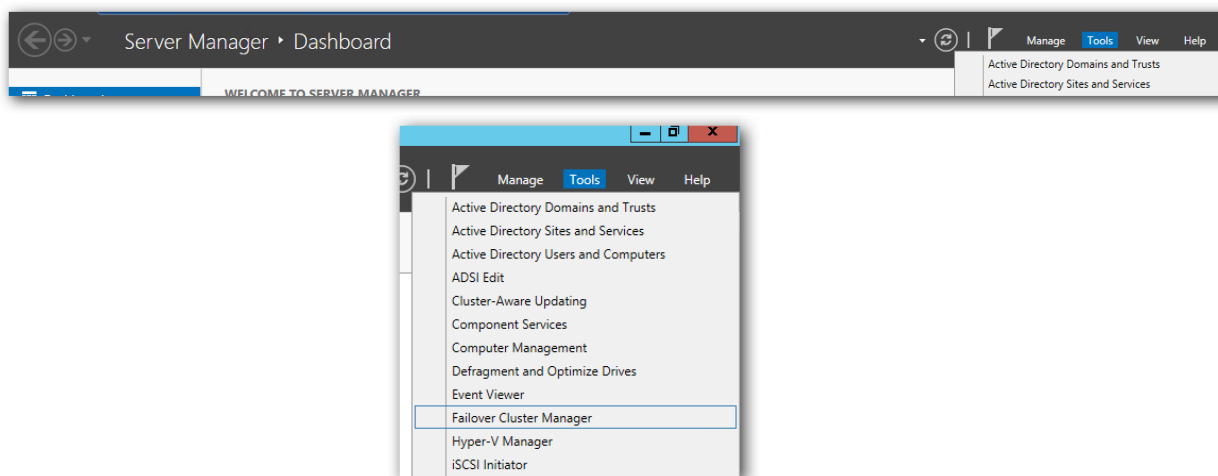 Server Manager ‣ Dashboard
Manage Tools View Help
Active Directory Domains and Trusts
Active Directory Sites and Services
WELCOME TO SERVER MANAGER
Manage Tools View Help
Active Directory Domains and Trusts
Active Directory Sites and Services
Active Directory Users and Computers
ADSI Edit
Cluster-Aware Updating
Component Services
Computer Management
Defragment and Optimize Drives
Event Viewer
Failover Cluster Manager
Hyper-V Manager
iSCSI Initiator